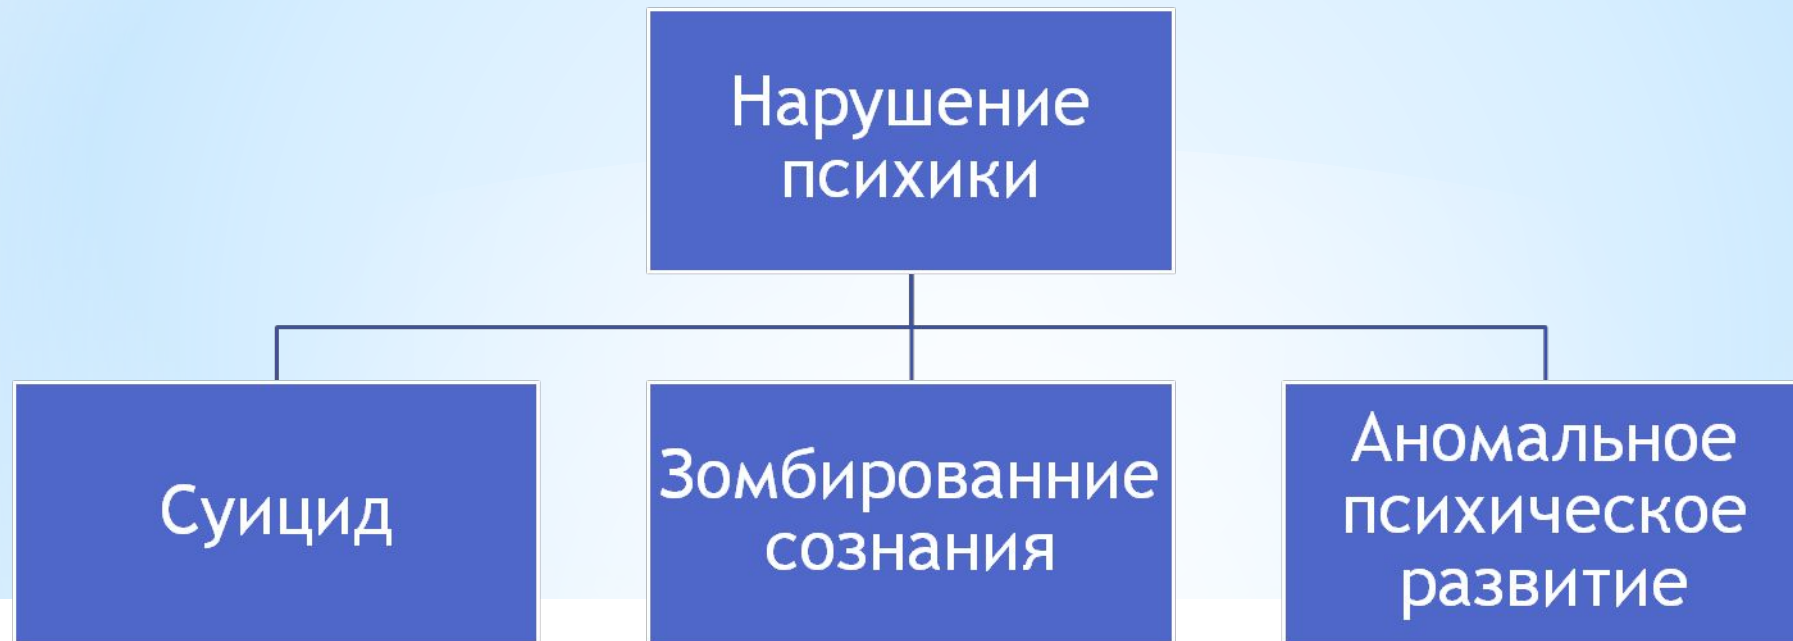 Нарушение
психики
Суицид
Зомбированние
сознания
Аномальное
психическое
развитие